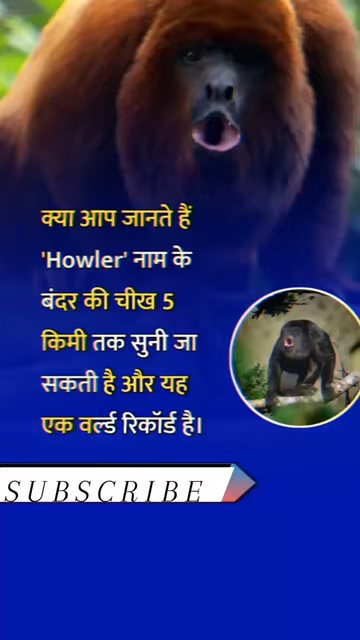 क्या आप जानते हैं
'Howler' नाम के
बंदर की चीख 5
किमी तक सुनी जा
सकती है और यह
एक वर्ल्ड रिकॉर्ड है।
SUBSCRIBE